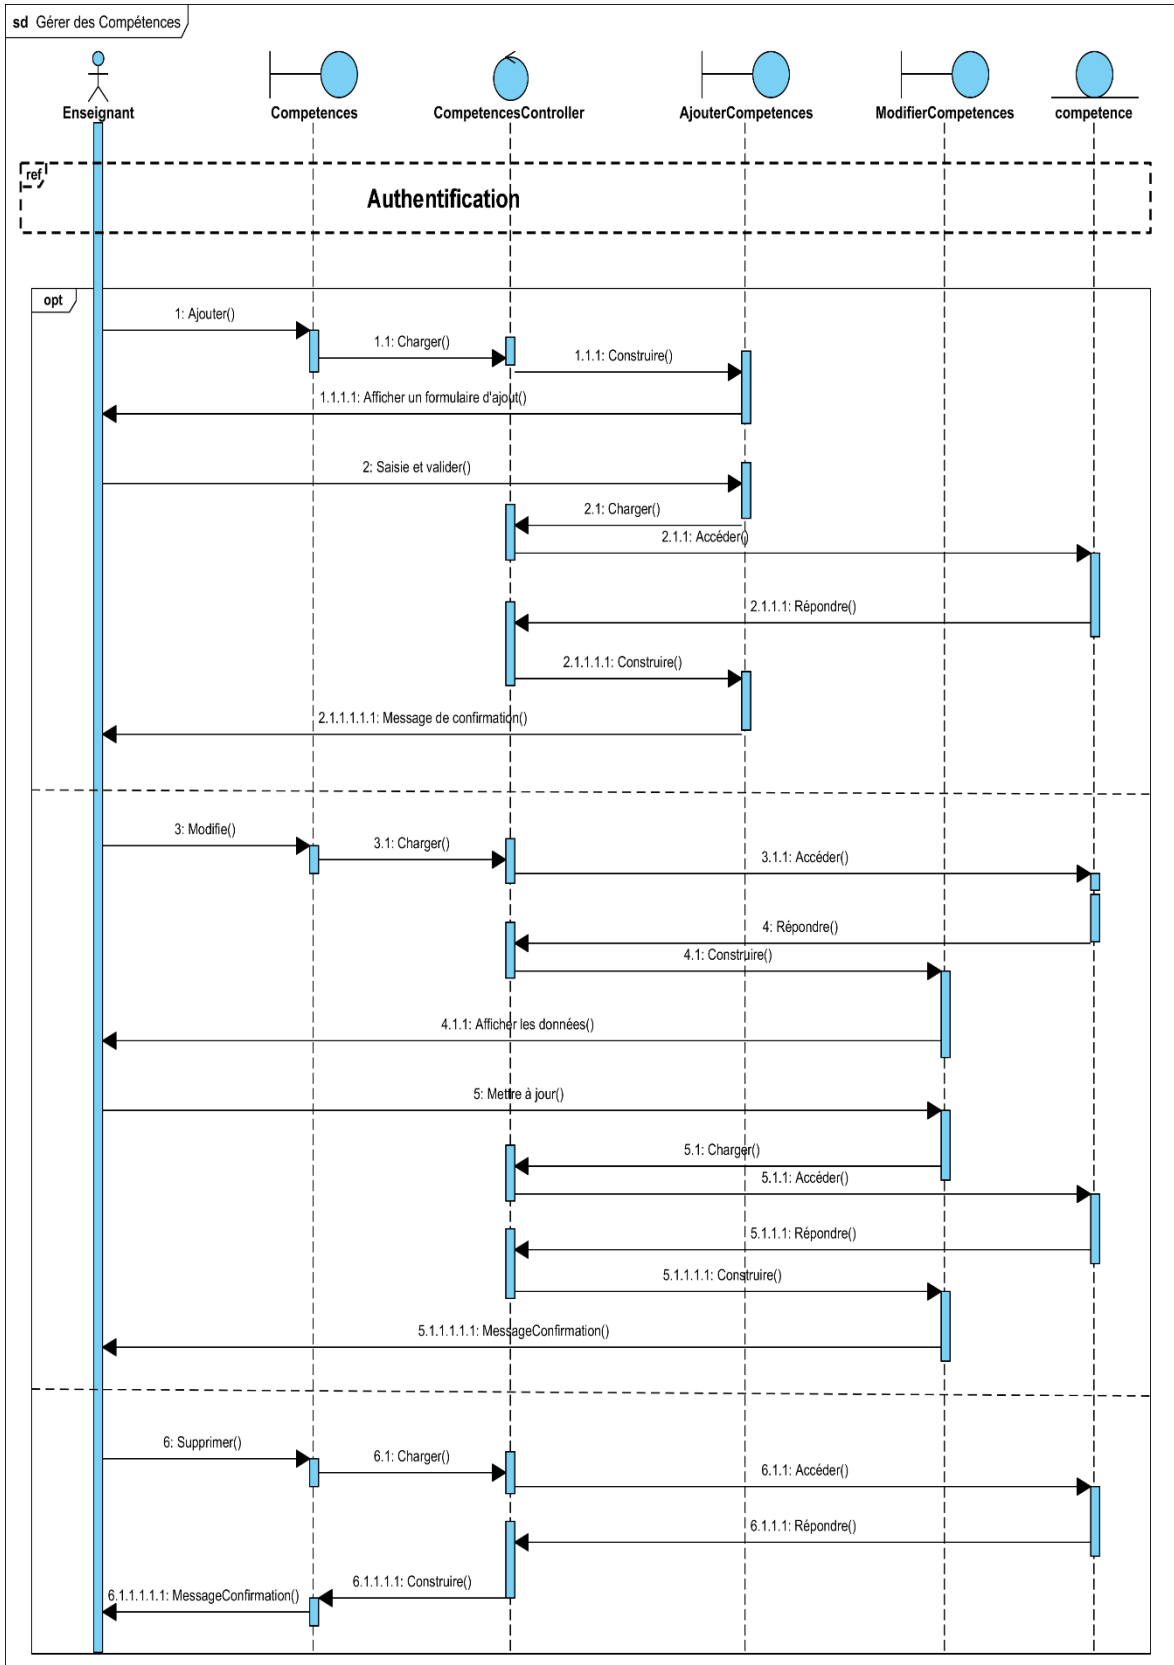 sd Gérer des Compétences
Enseignant
Competences
CompetencesController
AjouterCompetences
ModifierCompetences
competence
ref
Authentification
opt
1: Ajouter()
1.1: Charger()
1.1.1: Construire()
1.1.1.1: Afficher un formulaire d'ajout()
2: Saisie et valider()
2.1: Charger()
2.1.1: Accéder()
2.1.1.1: Répondre()
2.1.1.1.1: Construire()
2.1.1.1.1.1: Message de confirmation()
3: Modifie()
3.1: Charger()
3.1.1: Accéder()
4: Répondre()
4.1: Construire()
4.1.1: Afficher les données()
5: Mettre à jour()
5.1: Charger()
5.1.1: Accéder()
5.1.1.1: Répondre()
5.1.1.1.1: Construire()
5.1.1.1.1.1: MessageConfirmation()
6: Supprimer()
6.1: Charger()
6.1.1: Accéder()
6.1.1.1: Répondre()
6.1.1.1.1: Construire()
6.1.1.1.1.1: MessageConfirmation()